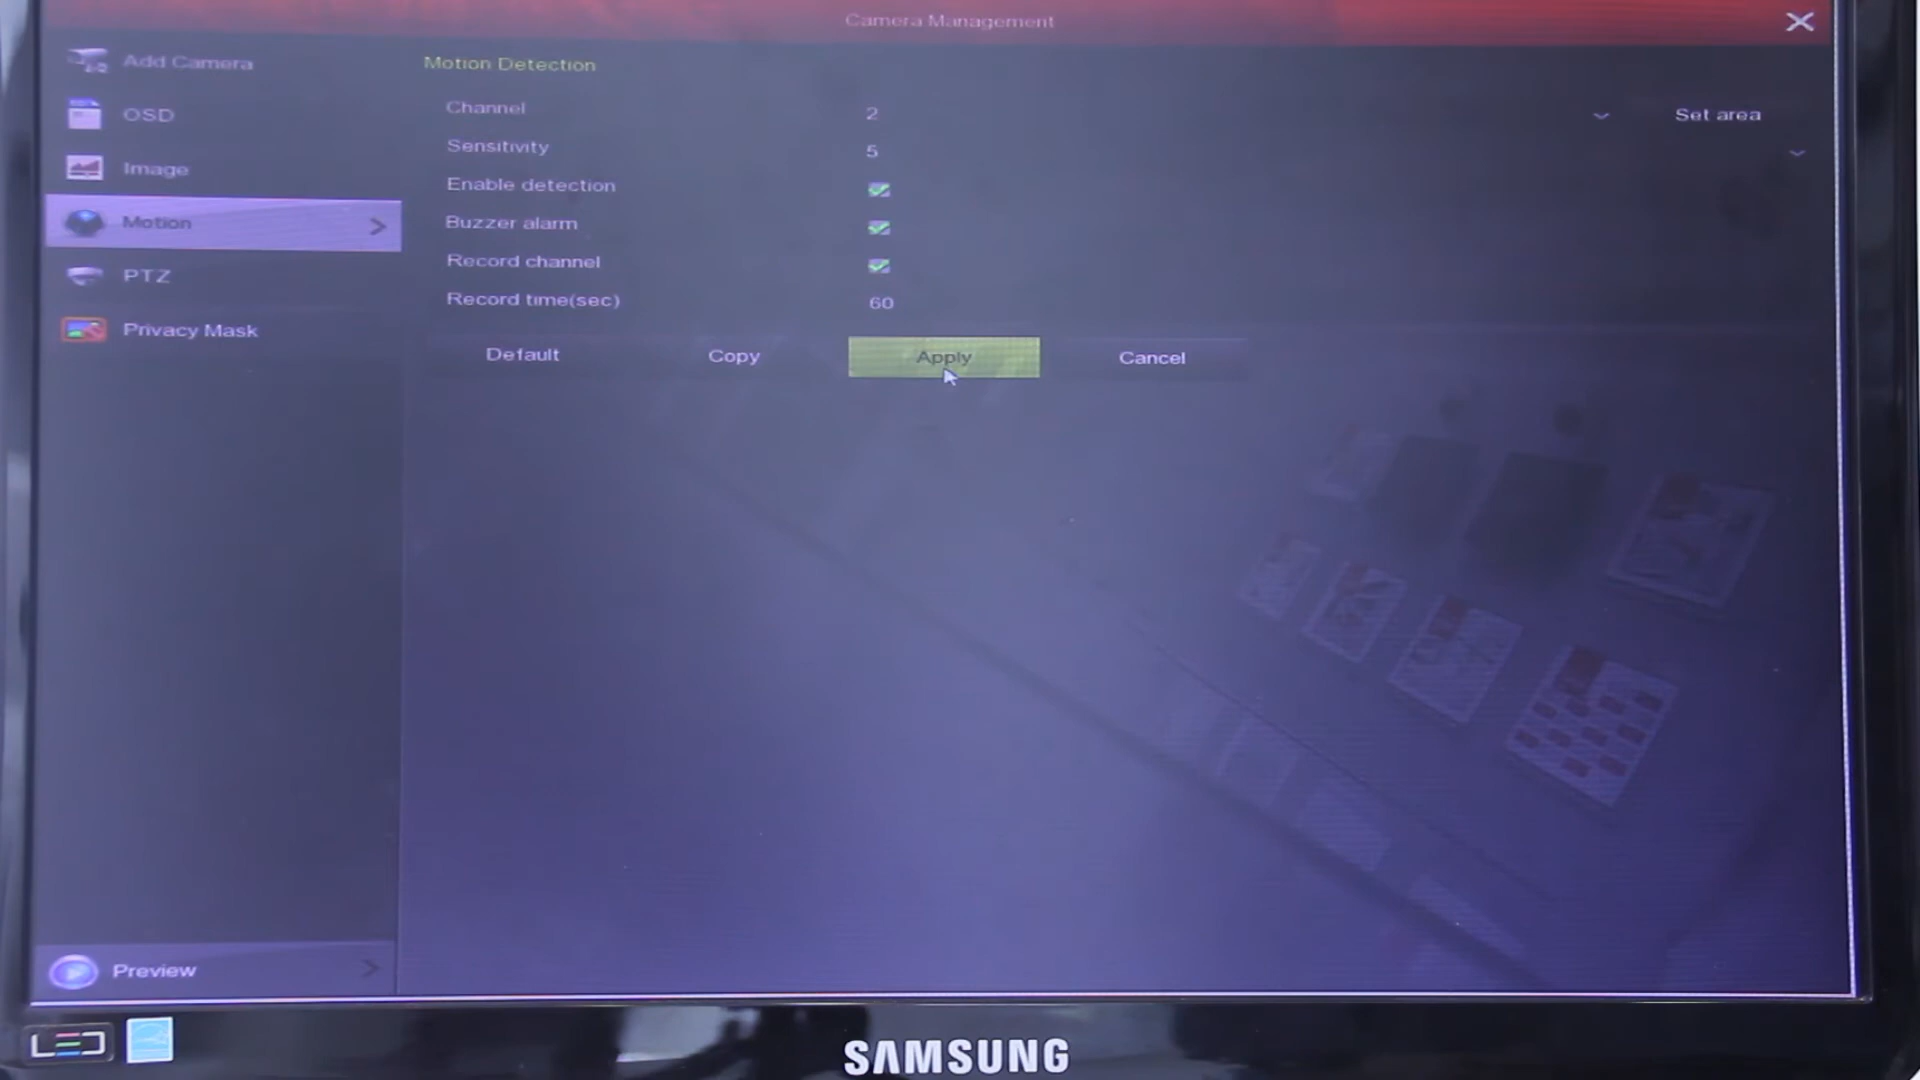 Camera Management
Add Camera
OSD
Image
Motion
PTZ
Privacy Mask
Preview
Motion Detection
Channel 2 Set area
Sensitivity 5
Enable detection
Buzzer alarm
Record channel
Record time(sec) 60
Default Copy Apply Cancel
LED
SAMSUNG